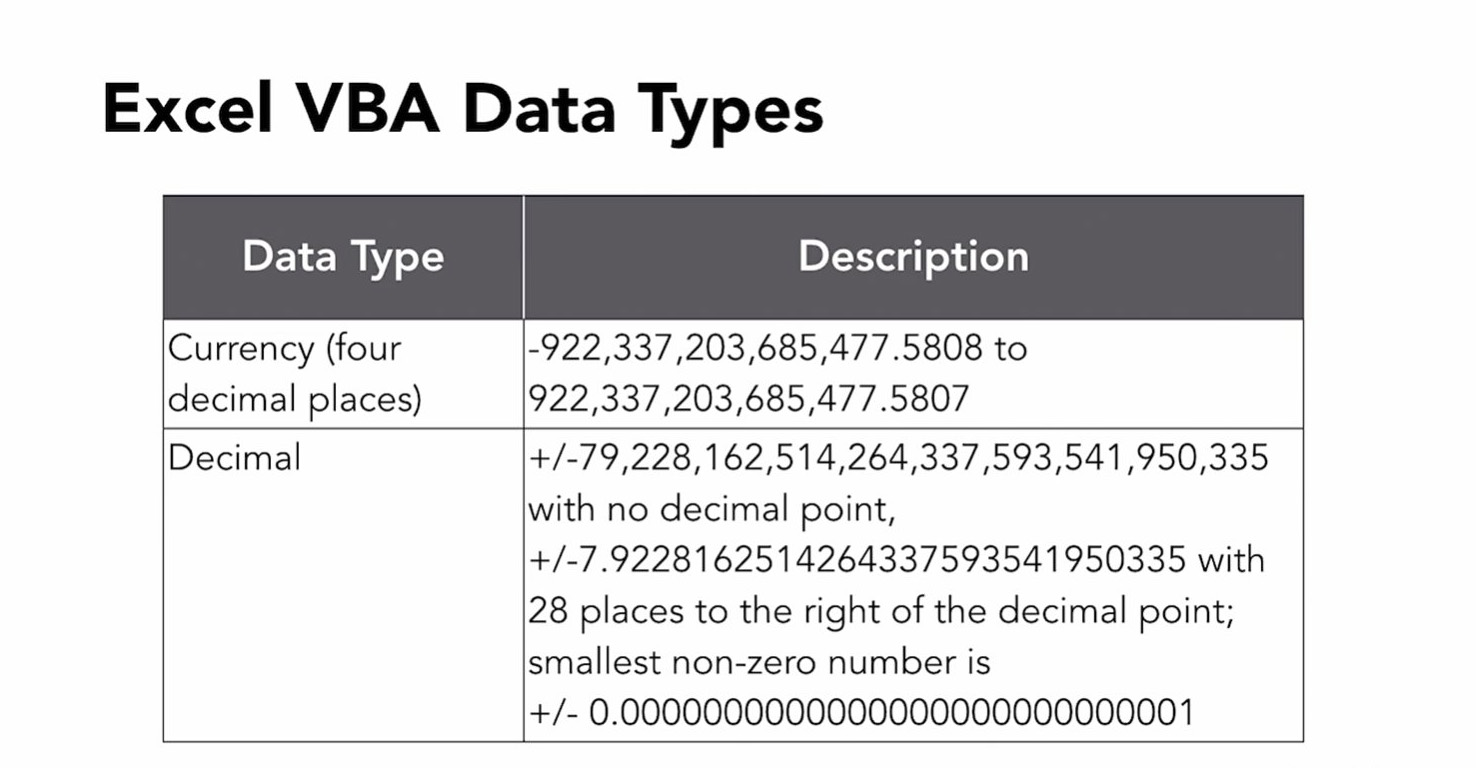 Excel VBA Data Types
Data Type
Description
Currency (four
decimal places)
-922,337,203,685,477.5808 to
922,337,203,685,477.5807
Decimal
+/-79,228,162,514,264,337,593,541,950,335
with no decimal point,
+/-7.9228162514264337593541950335 with
28 places to the right of the decimal point;
smallest non-zero number is
+/- 0.0000000000000000000000000001